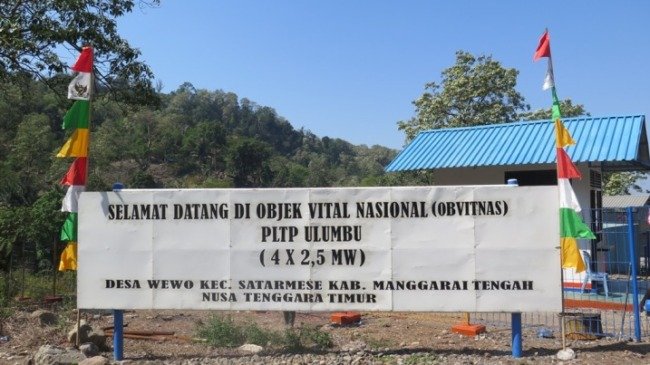 SELAMAT DATANG DI OBJEK VITAL NASIONAL (OBVITNAS)
PLTP ULUMBU
( 4 X 2,5 MW)
DESA WEWO KEC. SATARMESE KAB. MANGGARAI TENGAH
NUSA TENGGARA TIMUR